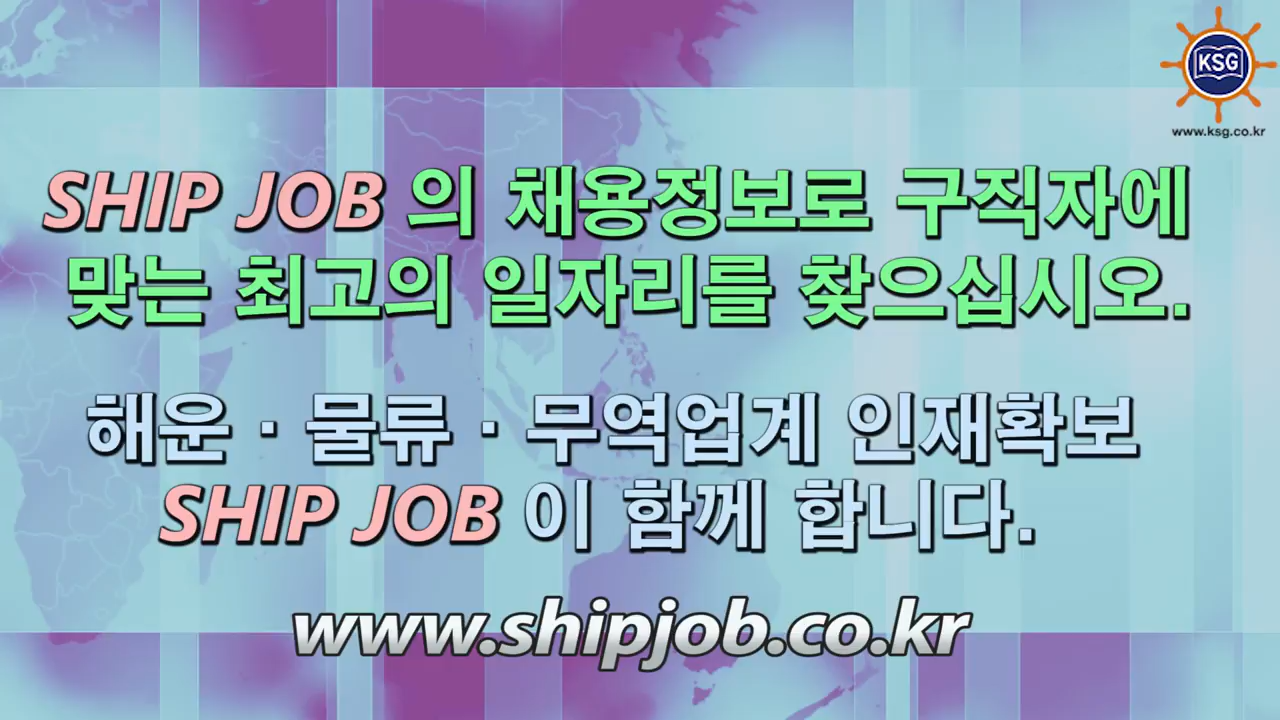 KSG
www.ksg.co.kr
SHIP JOB 의 채용정보로 구직자에
맞는 최고의 일자리를 찾으십시오.
해운 · 물류 · 무역업계 인재확보
SHIP JOB 이 함께 합니다.
www.shipjob.co.kr